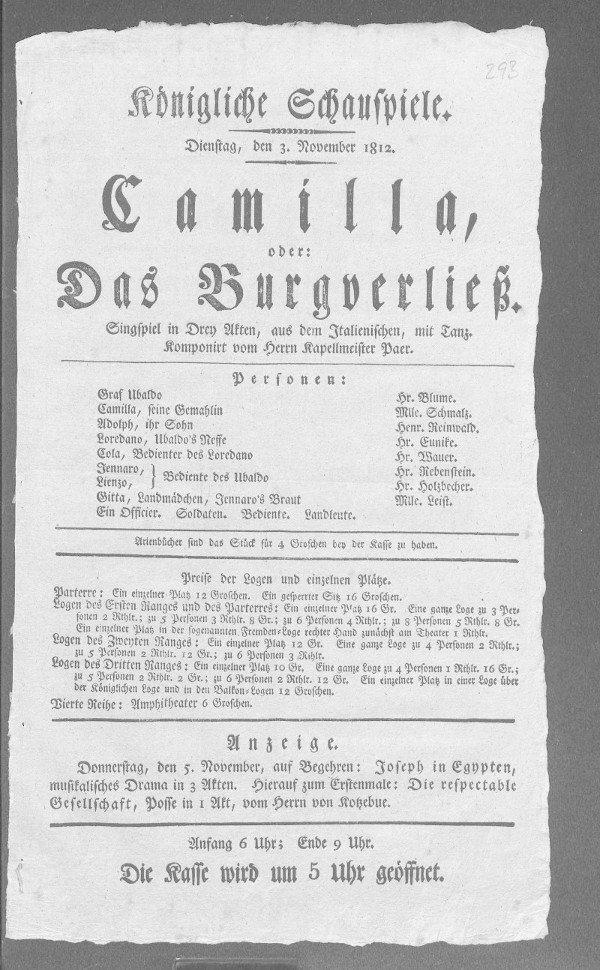 293
Königliche Schauspiele.
Dienstag, den 3. November 1812.
Camilla,
oder:
Das Burgverließ.
Singspiel in Drey Akten, aus dem Italienischen, mit Tanz.
Komponirt vom Herrn Kapellmeister Paer.
Personen:
Graf Ubaldo Hr. Blume.
Camilla, seine Gemahlin Mlle. Schmalz.
Adolph, ihr Sohn Henr. Reinwald.
Loredano, Ubaldo's Neffe Hr. Eunike.
Cola, Bedienter des Loredano Hr. Wauer.
Jennaro, Hr. Rebenstein.
Lienzo, } Bediente des Ubaldo Hr. Holzbecher.
Gitta, Landmädchen, Jennaro's Braut Mlle. Leist.
Ein Officier. Soldaten. Bediente. Landleute.
Arienbücher sind das Stück für 4 Groschen bey der Kasse zu haben.
Preise der Logen und einzelnen Plätze.
Parterre: Ein einzelner Platz 12 Groschen. Ein gesperrter Sitz 16 Groschen.
Logen des Ersten Ranges und des Parterres: Ein einzelner Platz 16 Gr. Eine ganze Loge zu 3 Per-
sonen 2 Rthlr.; zu 5 Personen 3 Rthlr. 8 Gr.; zu 6 Personen 4 Rthlr.; zu 8 Personen 5 Rthlr. 8 Gr.
Ein einzelner Platz in der sogenannten Fremden-Loge rechter Hand zunächst am Theater 1 Rthlr.
Logen des Zweyten Ranges: Ein einzelner Platz 12 Gr. Eine ganze Loge zu 4 Personen 2 Rthlr.;
zu 5 Personen 2 Rthlr. 12 Gr.; zu 6 Personen 3 Rthlr.
Logen des Dritten Ranges: Ein einzelner Platz 10 Gr. Eine ganze Loge zu 4 Personen 1 Rthlr. 16 Gr.;
zu 5 Personen 2 Rthlr. 2 Gr.; zu 6 Personen 2 Rthlr. 12 Gr. Ein einzelner Platz in einer Loge über
der Königlichen Loge und in den Balkon-Logen 12 Groschen.
Vierte Reihe: Amphitheater 6 Groschen.
Anzeige.
Donnerstag, den 5. November, auf Begehren: Joseph in Egypten,
musikalisches Drama in 3 Akten. Hierauf zum Erstenmale: Die respectable
Gesellschaft, Posse in 1 Akt, vom Herrn von Kotzebue.
Anfang 6 Uhr; Ende 9 Uhr.
Die Kasse wird um 5 Uhr geöffnet.